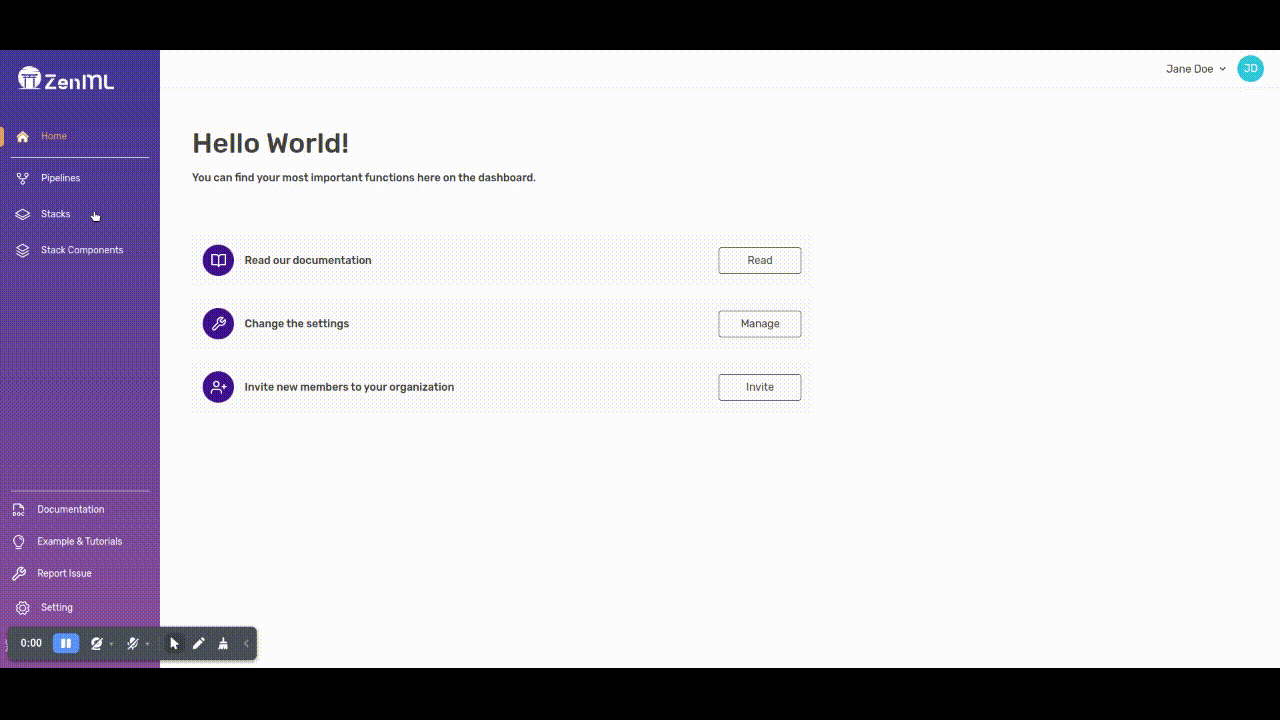 ZenML
Jane Doe
JD
Home
Pipelines
Stacks
Stack Components
Hello World!
You can find your most important functions here on the dashboard.
Read our documentation
Read
Change the settings
Manage
Invite new members to your organization
Invite
DOC
Documentation
Example & Tutorials
Report Issue
Setting
0:00